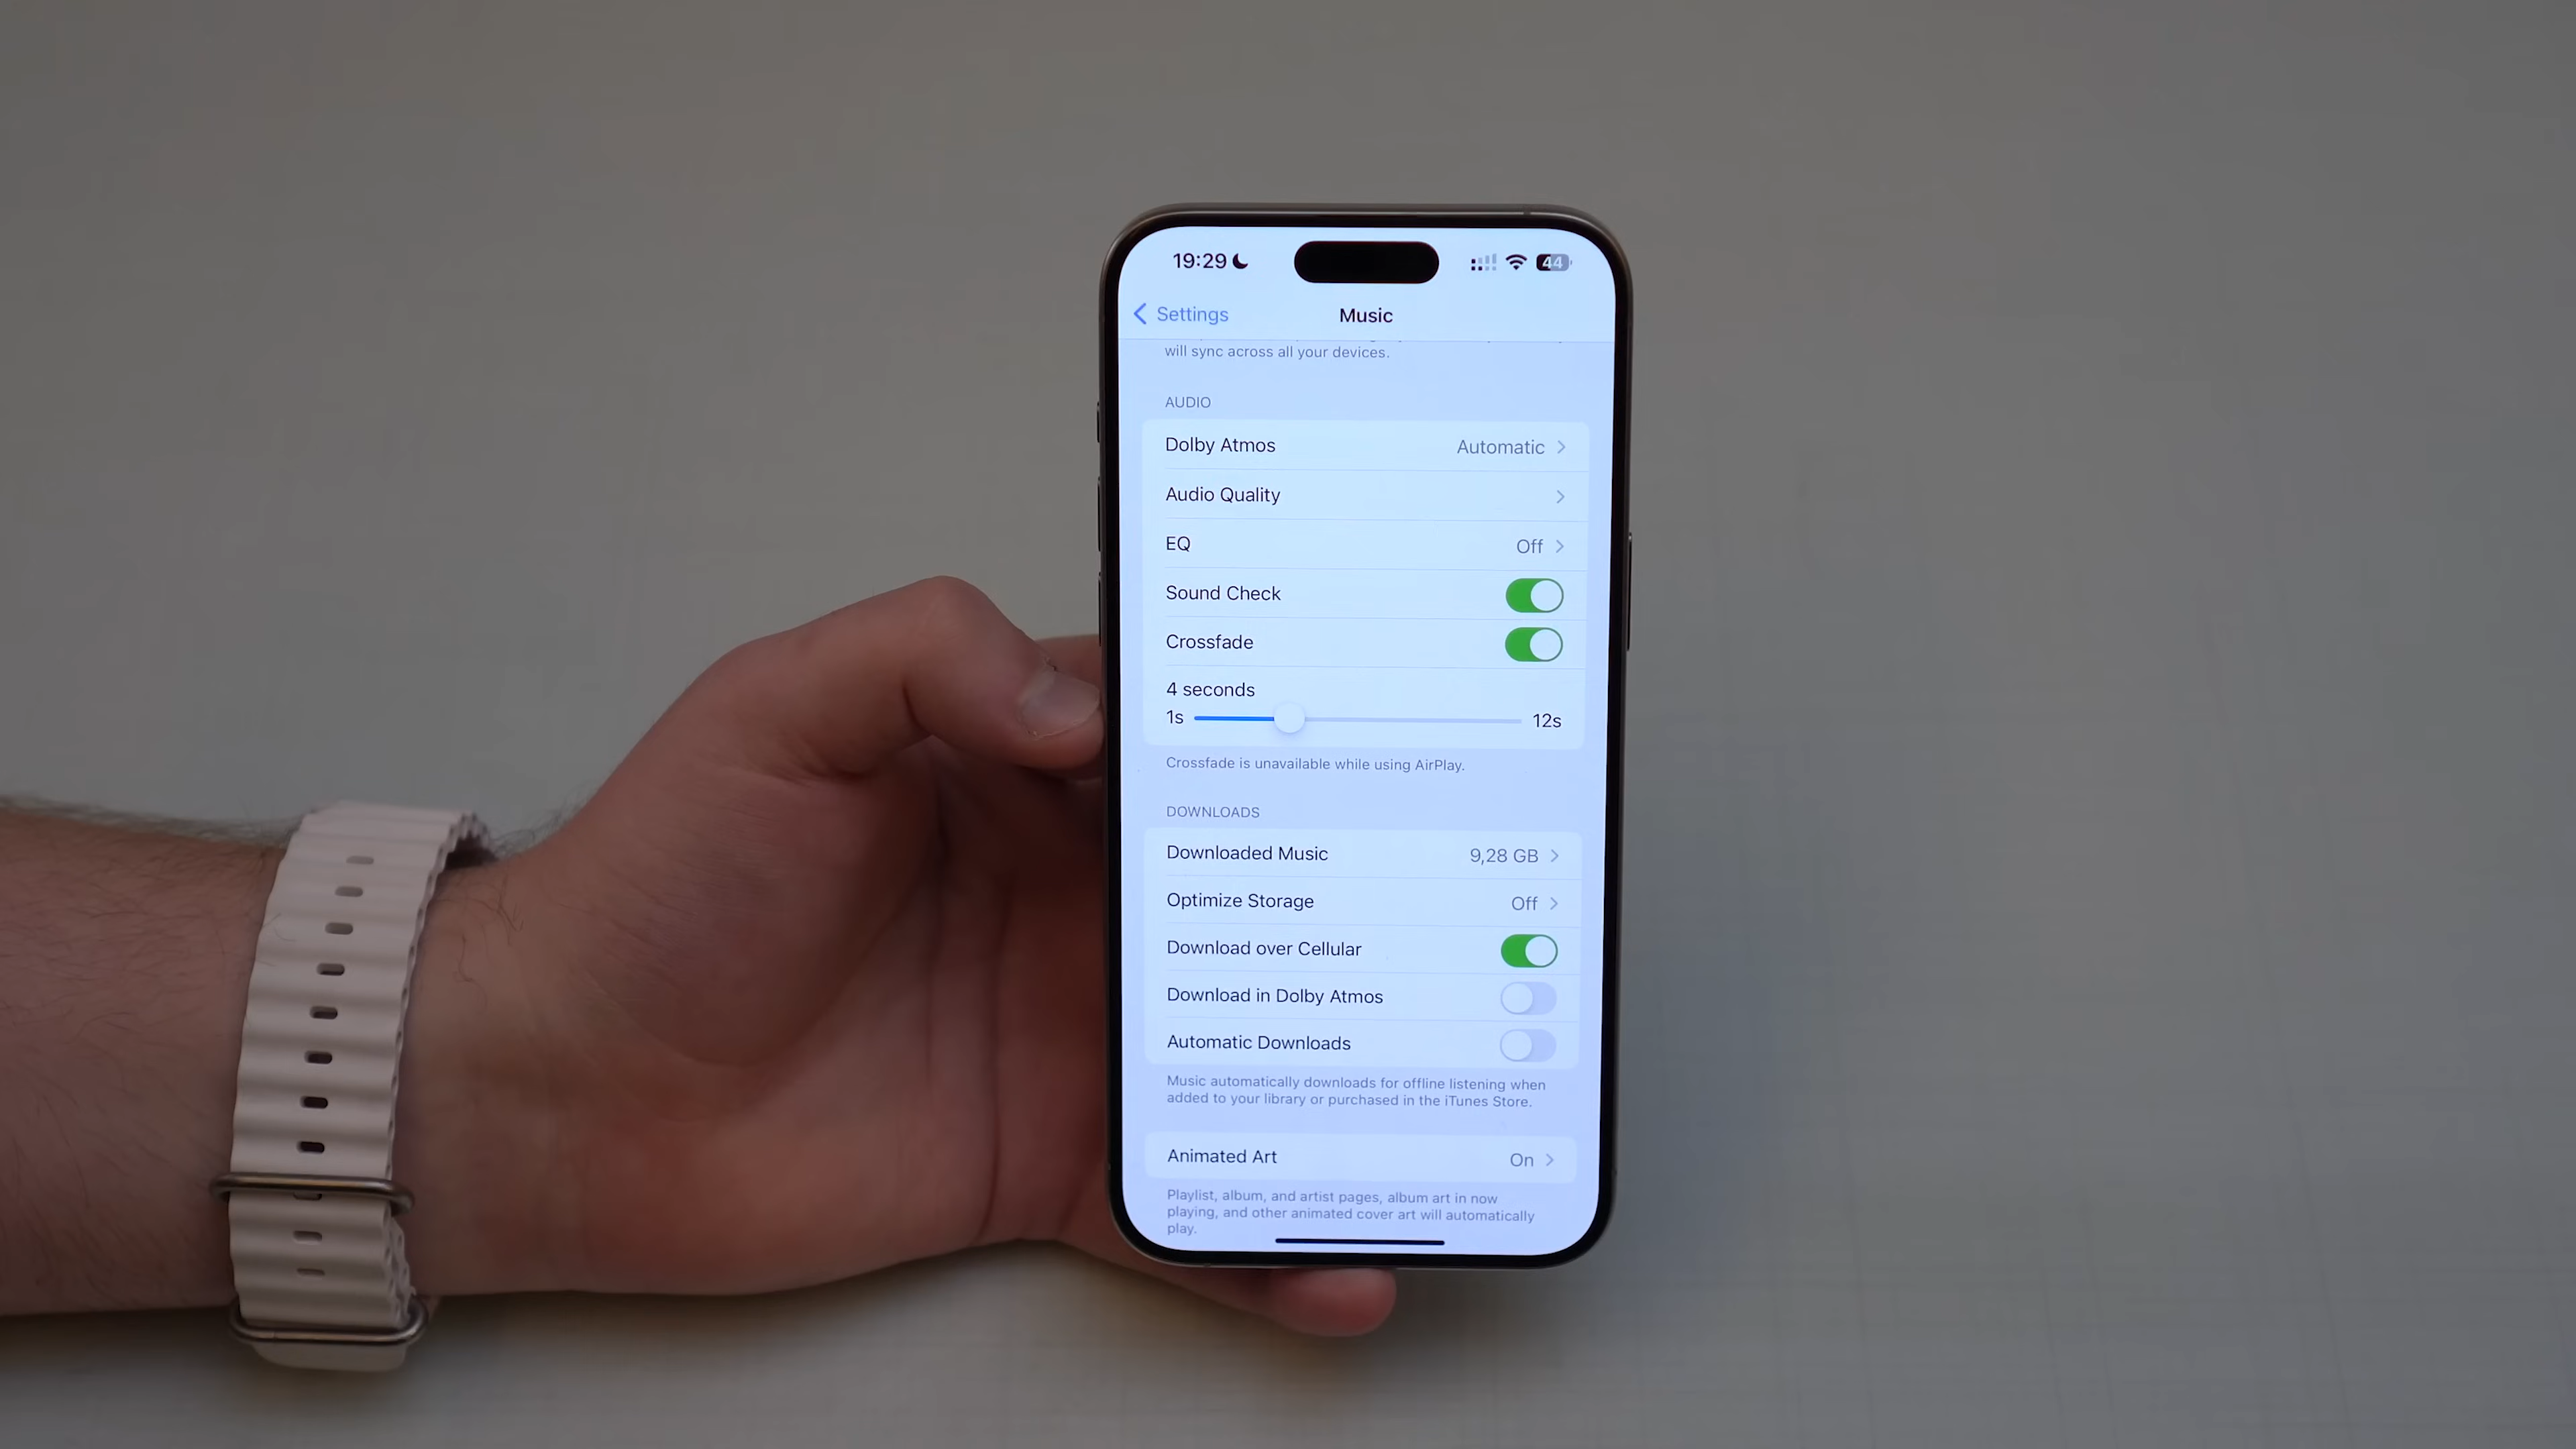 19:29
44
Settings
Music
will sync across all your devices.
AUDIO
Dolby Atmos Automatic
Audio Quality
EQ Off
Sound Check
Crossfade
4 seconds
1s 12s
Crossfade is unavailable while using AirPlay.
DOWNLOADS
Downloaded Music 9,28 GB
Optimize Storage Off
Download over Cellular
Download in Dolby Atmos
Automatic Downloads
Music automatically downloads for offline listening when
added to your library or purchased in the iTunes Store.
Animated Art On
Playlist, album, and artist pages, album art in now
playing, and other animated cover art will automatically
play.